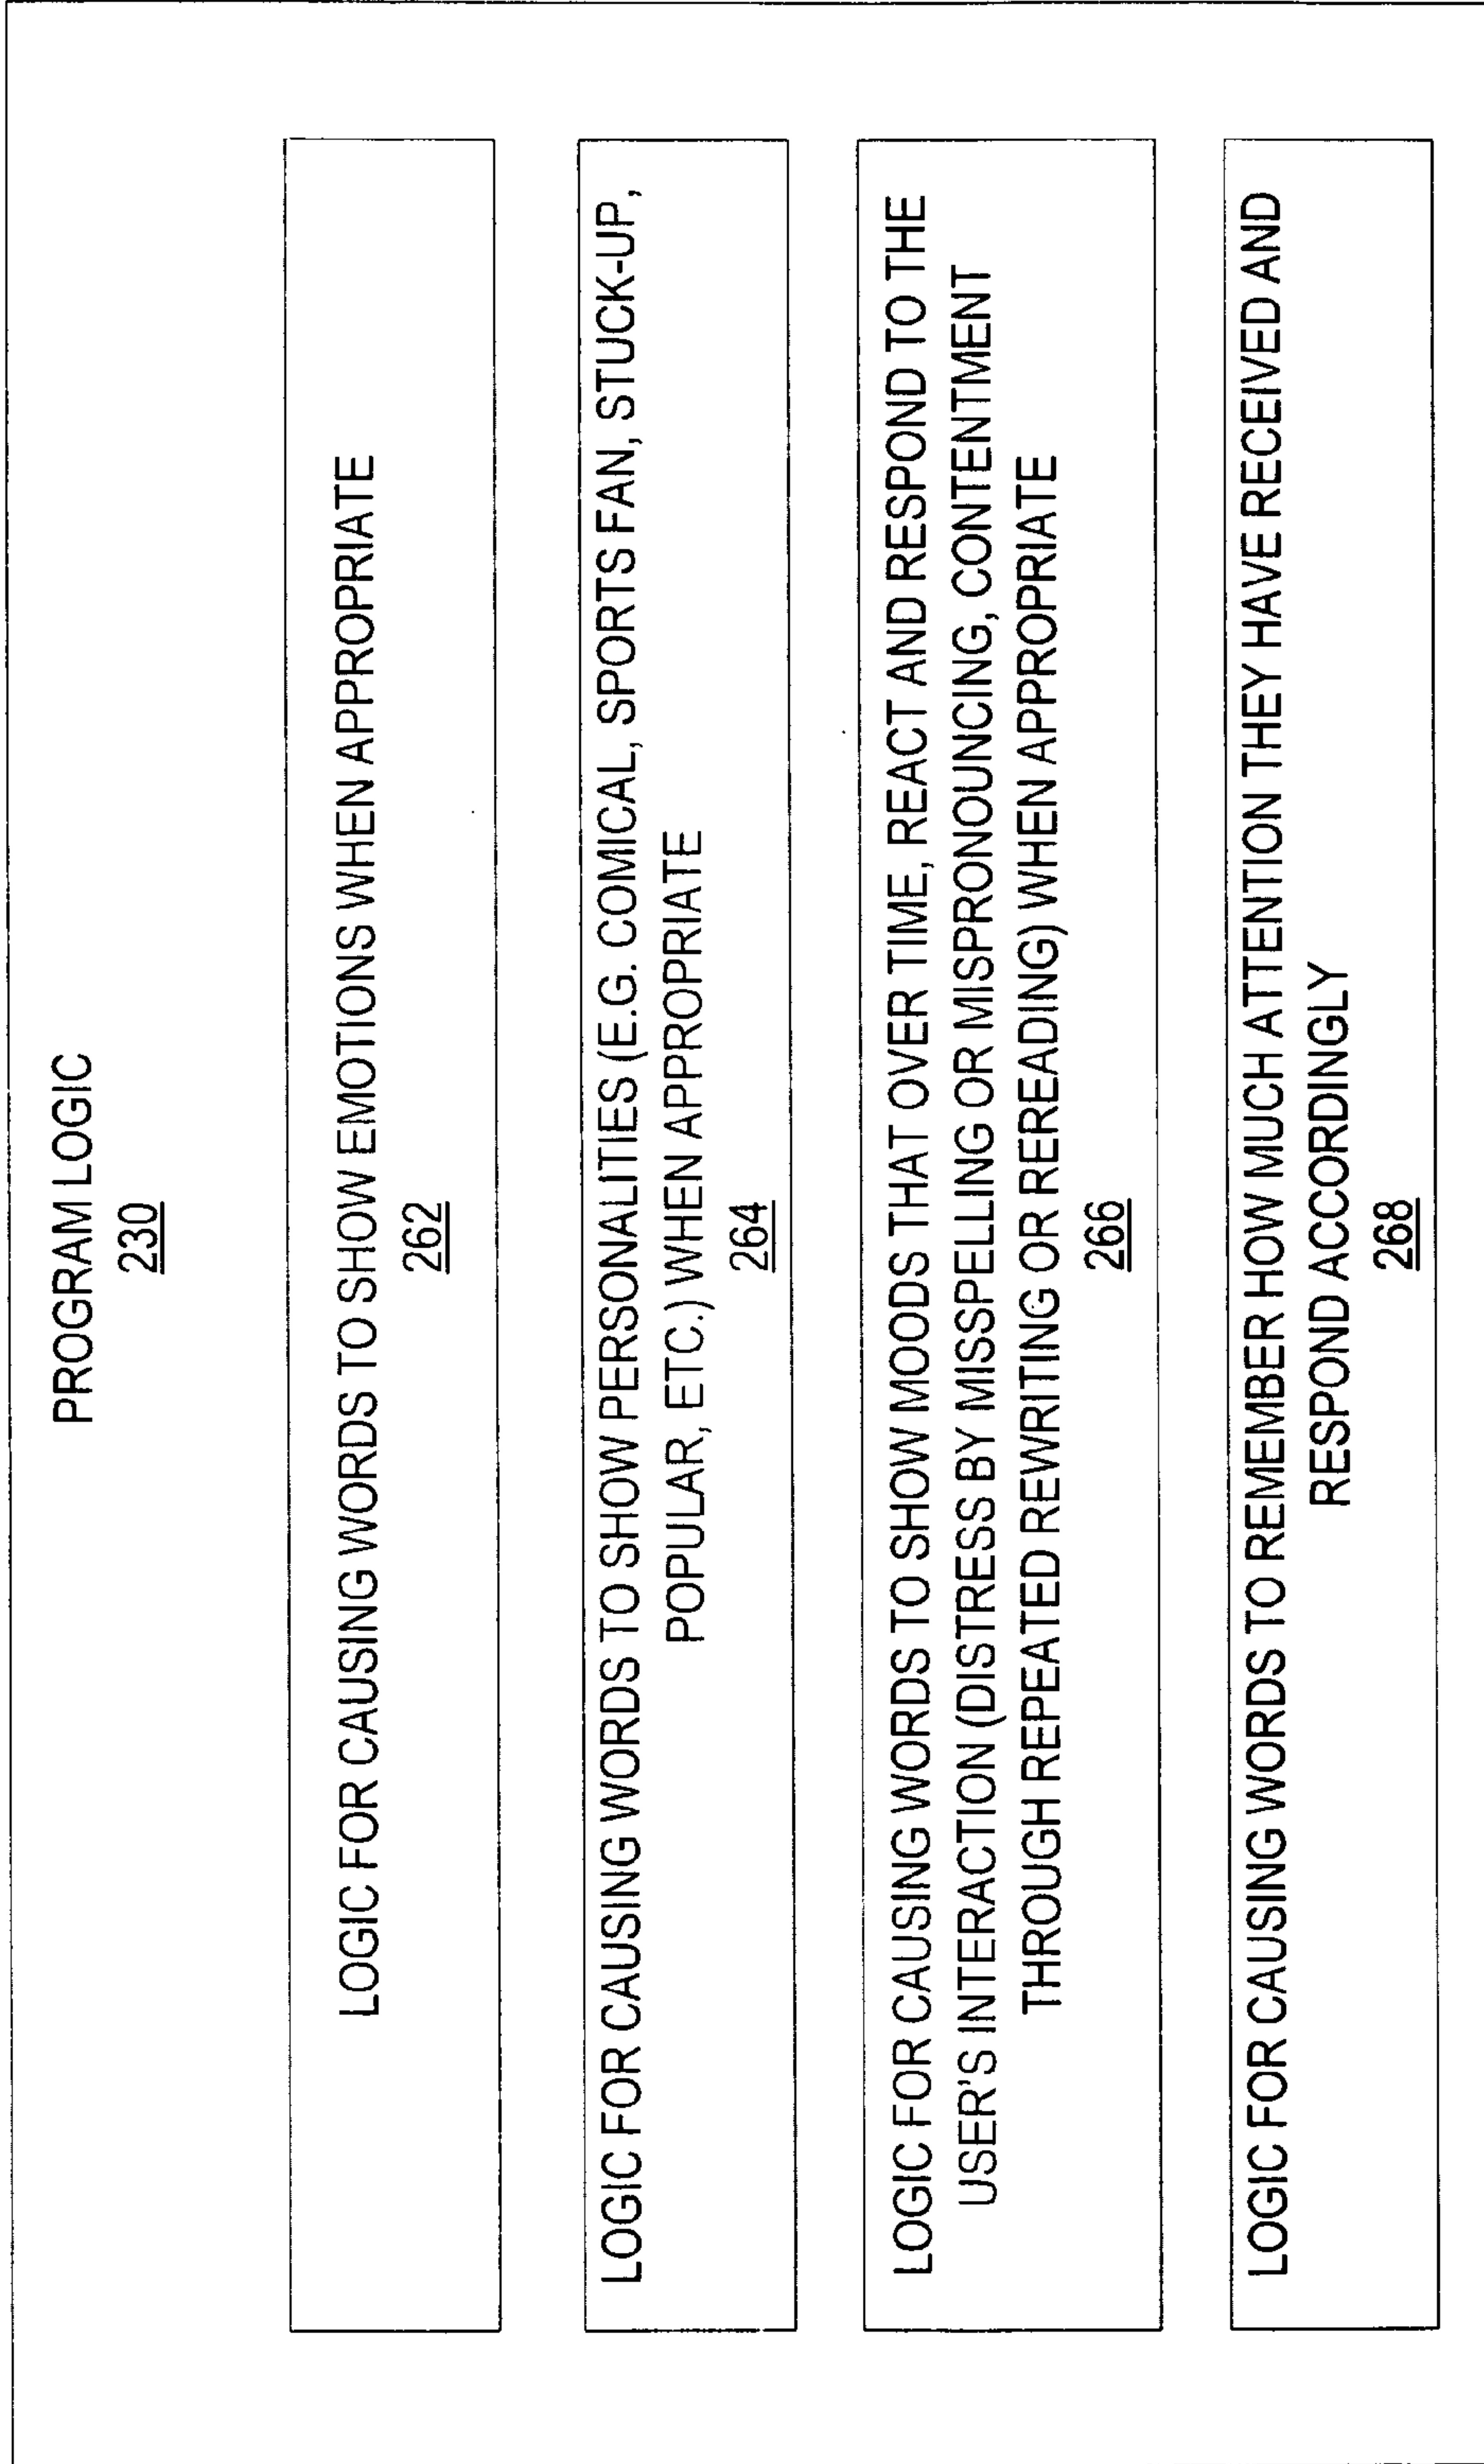 PROGRAM LOGIC
230
LOGIC FOR CAUSING WORDS TO SHOW EMOTIONS WHEN APPROPRIATE
262
LOGIC FOR CAUSING WORDS TO SHOW PERSONALITIES (E.G. COMICAL, SPORTS FAN, STUCK-UP,
POPULAR, ETC.) WHEN APPROPRIATE
264
LOGIC FOR CAUSING WORDS TO SHOW MOODS THAT OVER TIME, REACT AND RESPOND TO THE
USER'S INTERACTION (DISTRESS BY MISSPELLING OR MISPRONOUNCING, CONTENTMENT
THROUGH REPEATED REWRITING OR REREADING) WHEN APPROPRIATE
266
LOGIC FOR CAUSING WORDS TO REMEMBER HOW MUCH ATTENTION THEY HAVE RECEIVED AND
RESPOND ACCORDINGLY
268